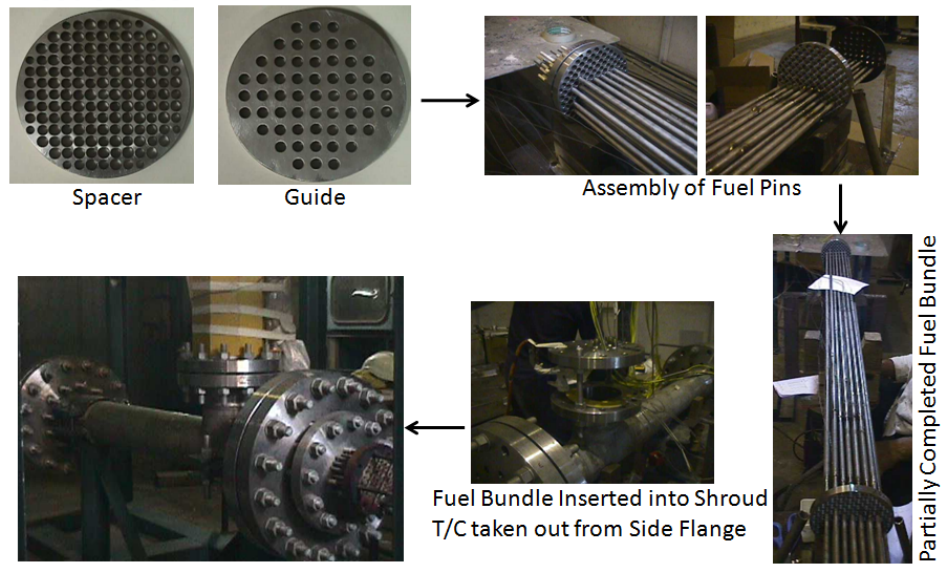 Spacer
Guide
Assembly of Fuel Pins
Partially Completed Fuel Bundle
Fuel Bundle Inserted into Shroud
T/C taken out from Side Flange